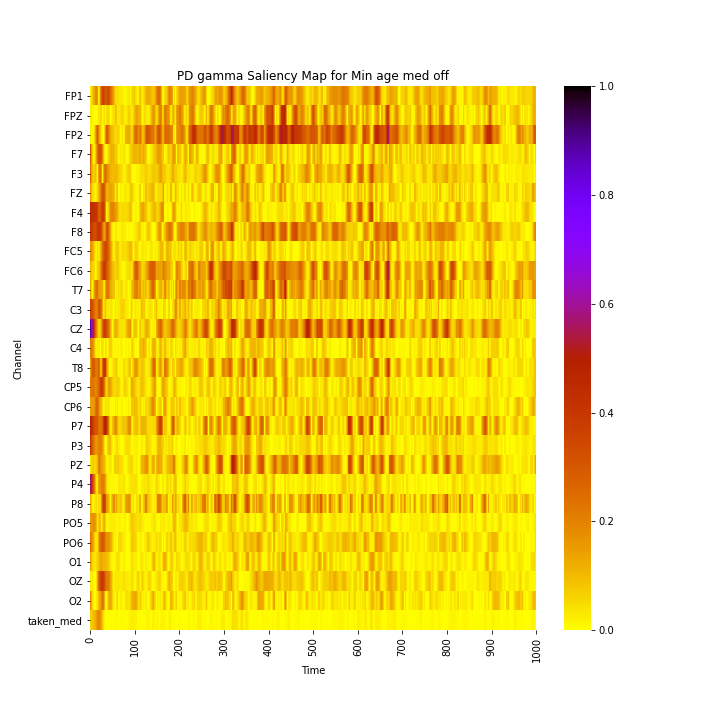 PD gamma Saliency Map for Min age med off
FP1
FPZ
FP2
F7
F3
FZ
F4
F8
FC5
FC6
T7
C3
CZ
C4
T8
CP5
CP6
P7
P3
PZ
P4
P8
PO5
PO6
O1
OZ
O2
taken_med
Channel
0
100
200
300
400
500
600
700
800
900
1000
Time
1.0
0.8
0.6
0.4
0.2
0.0